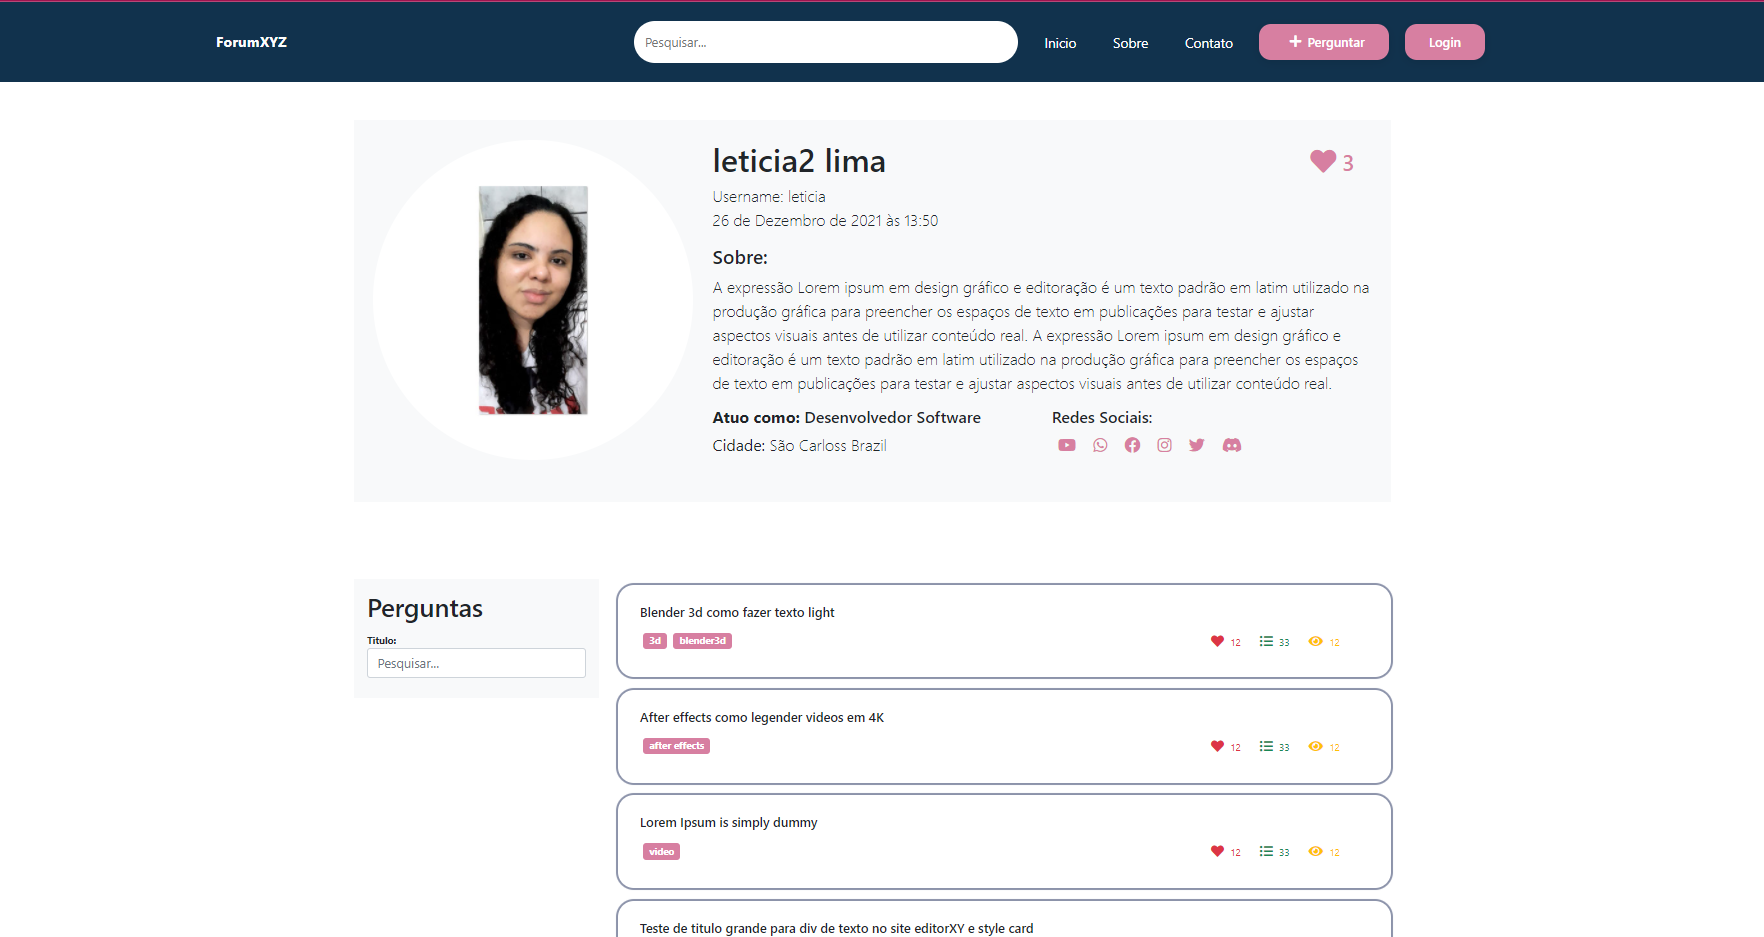 ForumXYZ
Pesquisar...
Inicio
Sobre
Contato
Perguntar
Login
leticia2 lima
3
Username: leticia
26 de Dezembro de 2021 às 13:50
Sobre:
A expressão Lorem ipsum em design gráfico e editoração é um texto padrão em latim utilizado na
produção gráfica para preencher os espaços de texto em publicações para testar e ajustar
aspectos visuais antes de utilizar conteúdo real. A expressão Lorem ipsum em design gráfico e
editoração é um texto padrão em latim utilizado na produção gráfica para preencher os espaços
de texto em publicações para testar e ajustar aspectos visuais antes de utilizar conteúdo real.
Atuo como: Desenvolvedor Software
Cidade: São Carloss Brazil
Redes Sociais:
Perguntas
Titulo:
Pesquisar...
Blender 3d como fazer texto light
3d blender3d
12 33 12
After effects como legender videos em 4K
after effects
12 33 12
Lorem Ipsum is simply dummy
video
12 33 12
Teste de titulo grande para div de texto no site editorXY e style card